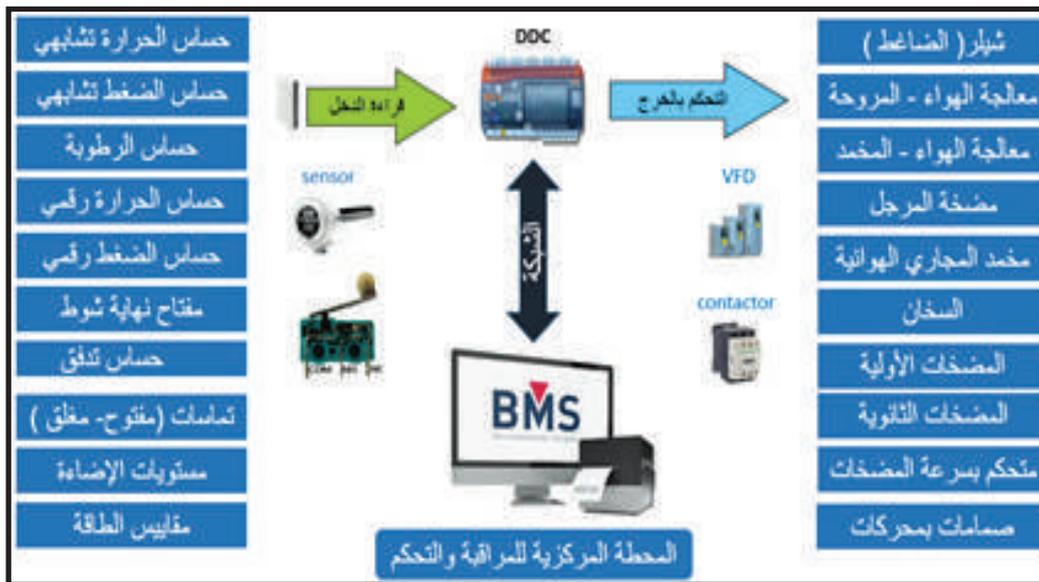 حساس الحرارة تشابهي
حساس الضغط تشابهي
حساس الرطوبة
حساس الحرارة رقمي
حساس الضغط رقمي
مفتاح نهاية شوط
حساس تدفق
تماسات (مفتوح- مغلق )
مستويات الإضاءة
مقاييس الطاقة
DDC
قراءة الدخل
التحكم بالخرج
sensor
VFD
الشبكة
contactor
COM
NO
NC
BMS
المحطة المركزية للمراقبة والتحكم
شيلر( الضاغط )
معالجة الهواء - المروحة
معالجة الهواء - المخمد
مضخة المرجل
مخمد المجاري الهوائية
السخان
المضخات الأولية
المضخات الثانوية
متحكم بسرعة المضخات
صمامات بمحركات